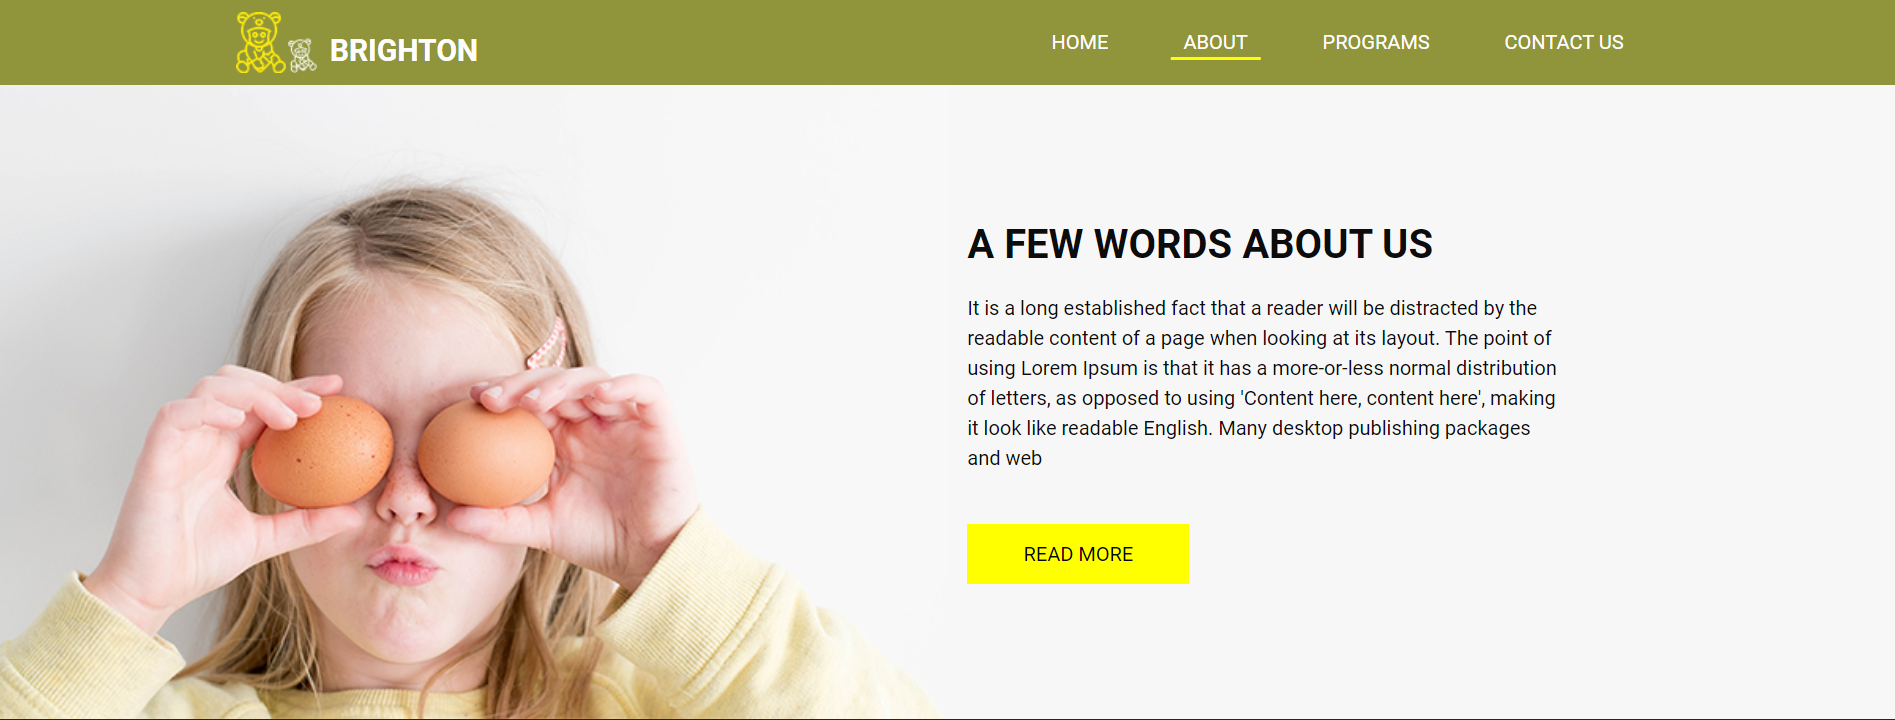 BRIGHTON
HOME
ABOUT
PROGRAMS
CONTACT US
A FEW WORDS ABOUT US
It is a long established fact that a reader will be distracted by the
readable content of a page when looking at its layout. The point of
using Lorem Ipsum is that it has a more-or-less normal distribution
of letters, as opposed to using 'Content here, content here', making
it look like readable English. Many desktop publishing packages
and web
READ MORE